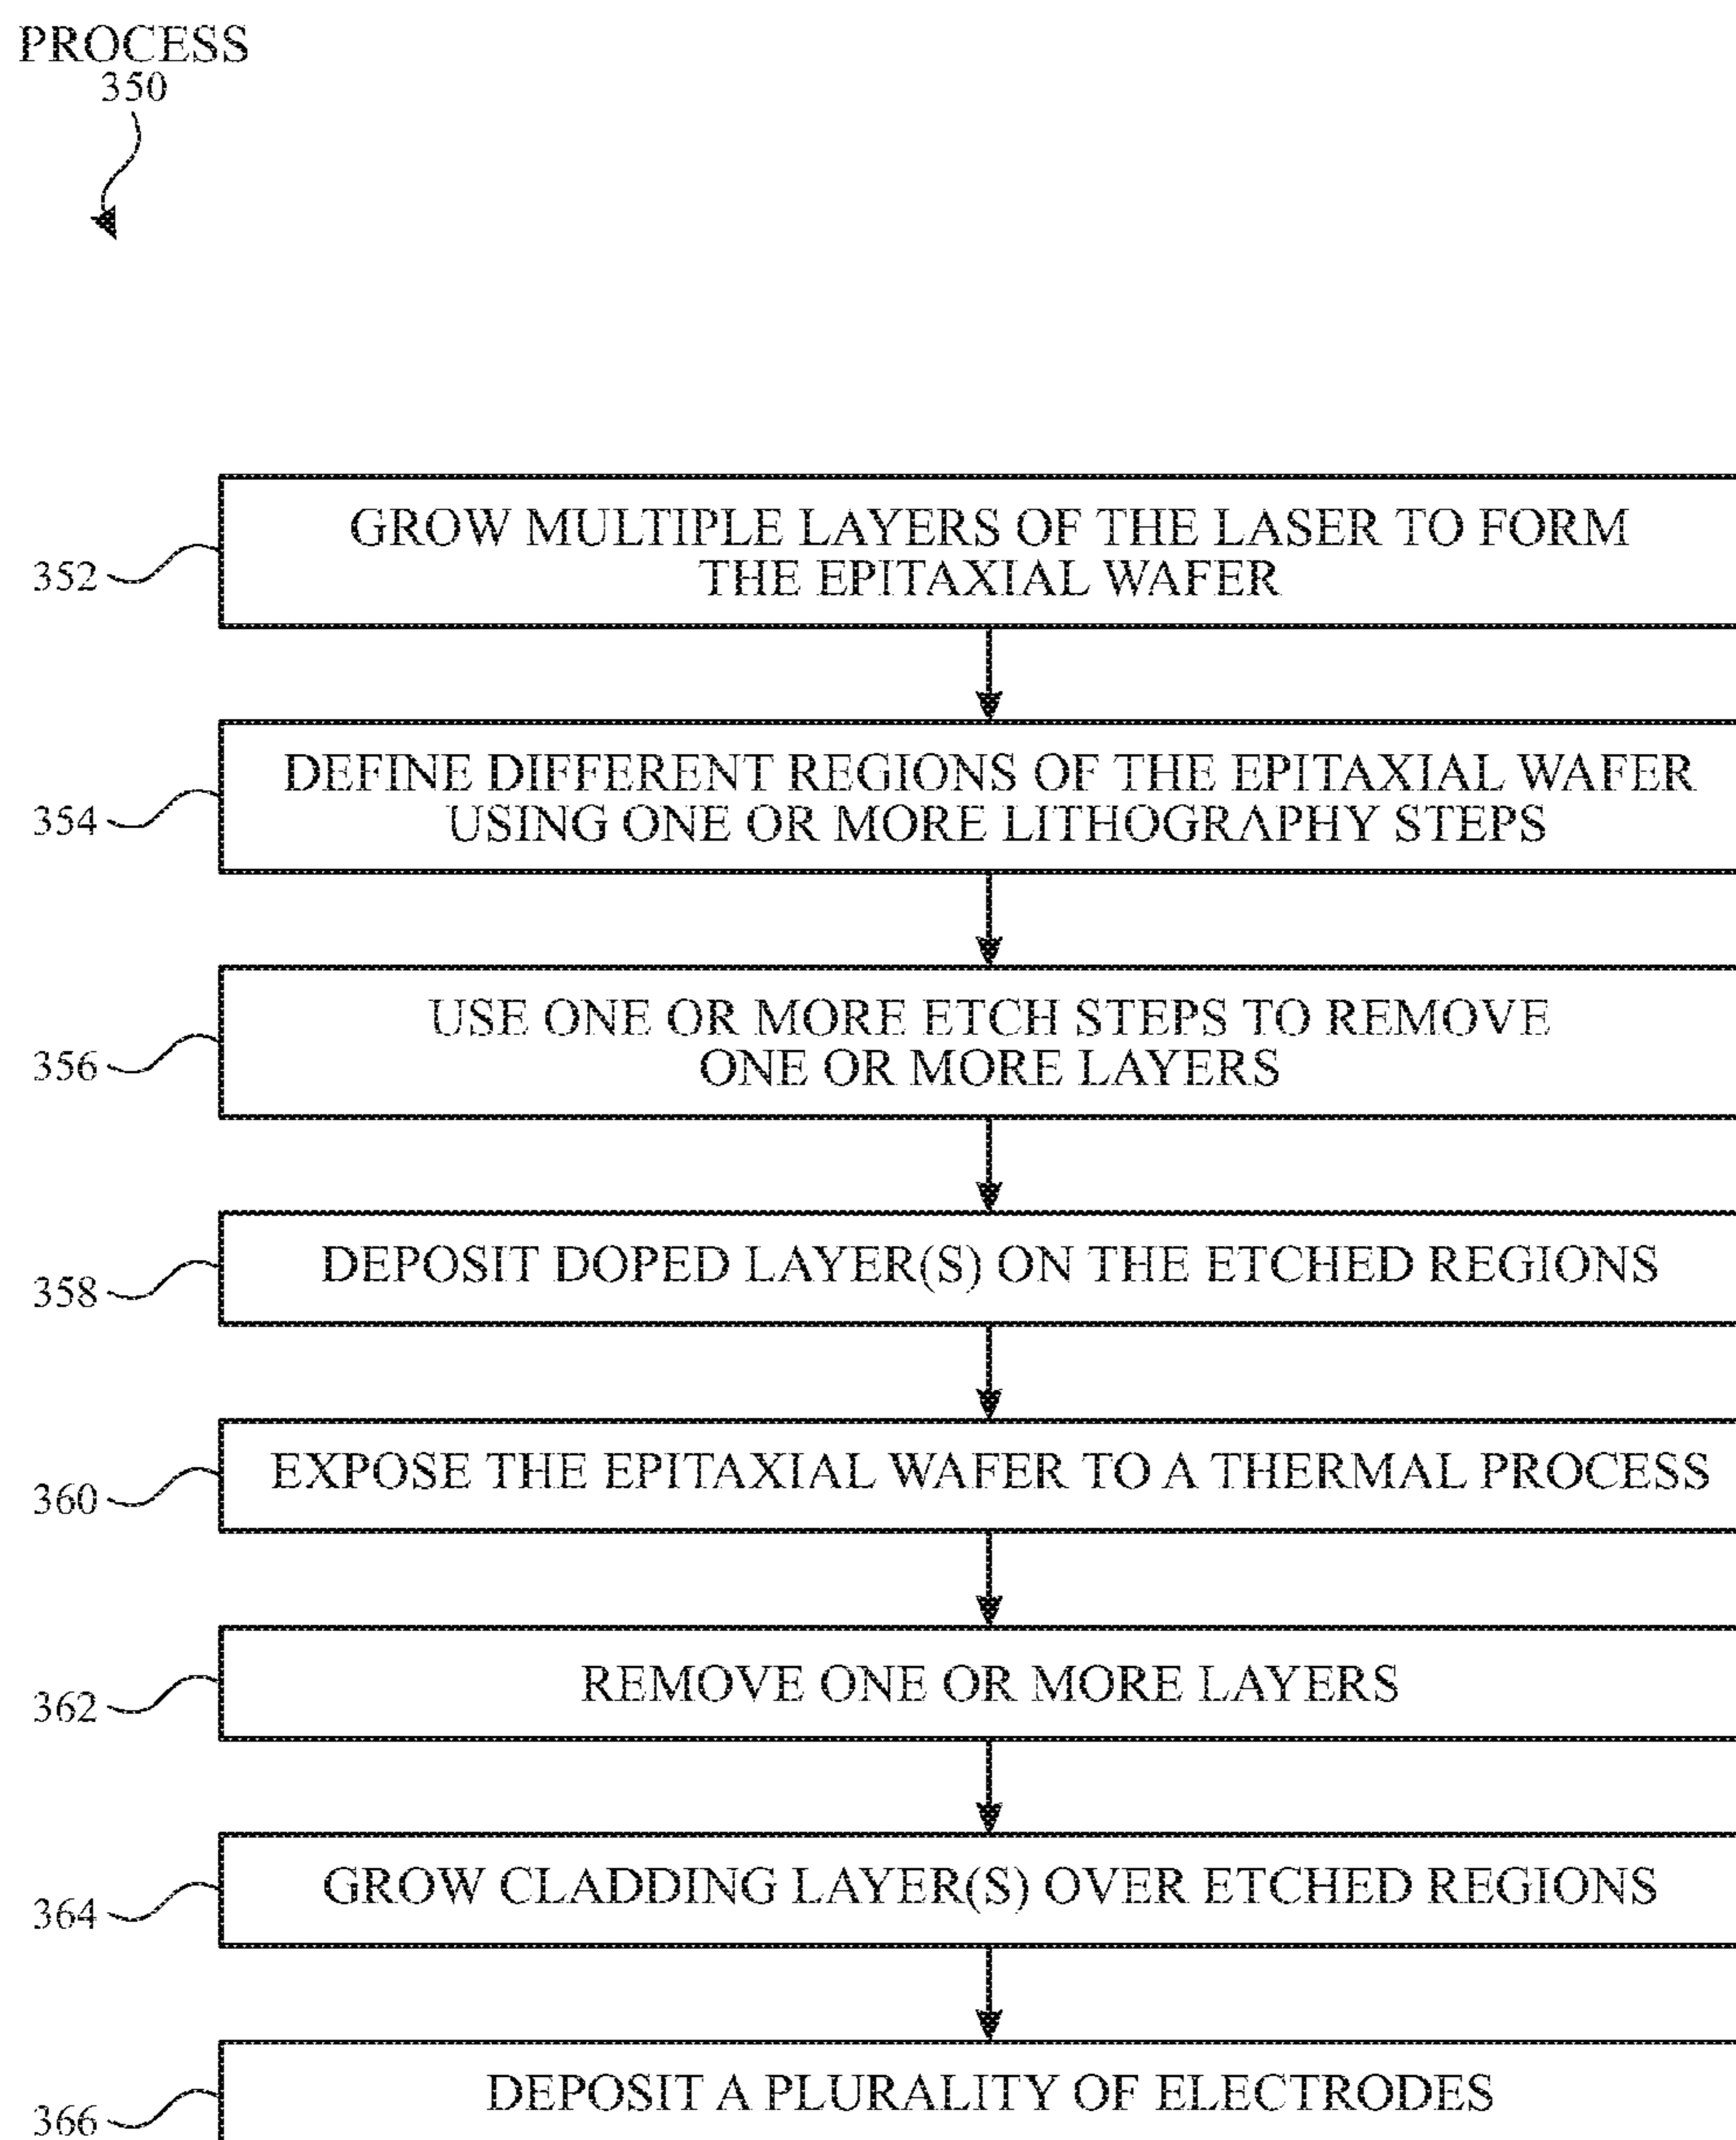 PROCESS
350
GROW MULTIPLE LAYERS OF THE LASER TO FORM
THE EPITAXIAL WAFER
352
DEFINE DIFFERENT REGIONS OF THE EPITAXIAL WAFER
USING ONE OR MORE LITHOGRAPHY STEPS
354
USE ONE OR MORE ETCH STEPS TO REMOVE
ONE OR MORE LAYERS
356
DEPOSIT DOPED LAYER(S) ON THE ETCHED REGIONS
358
EXPOSE THE EPITAXIAL WAFER TO A THERMAL PROCESS
360
REMOVE ONE OR MORE LAYERS
362
GROW CLADDING LAYER(S) OVER ETCHED REGIONS
364
DEPOSIT A PLURALITY OF ELECTRODES
366